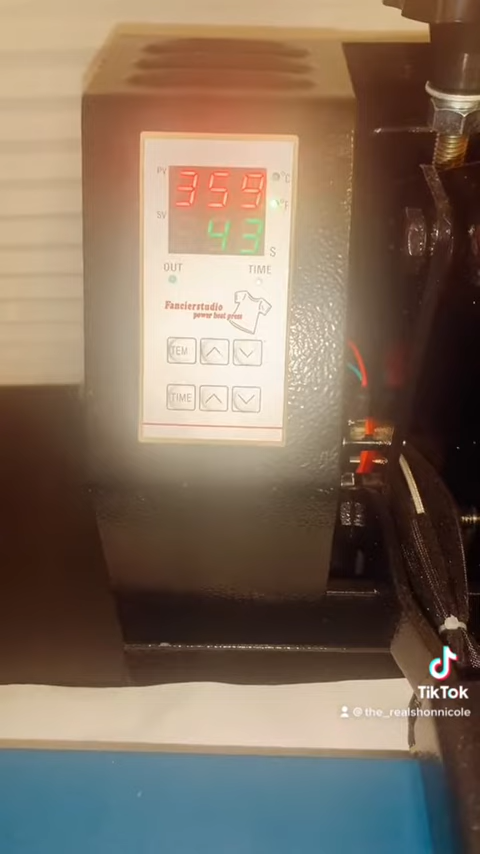 PV
359
°C
°F
SV
43
S
OUT
TIME
Fancierstudio
power heat press
TEM
TIME
TikTok
@the_realshonnicole